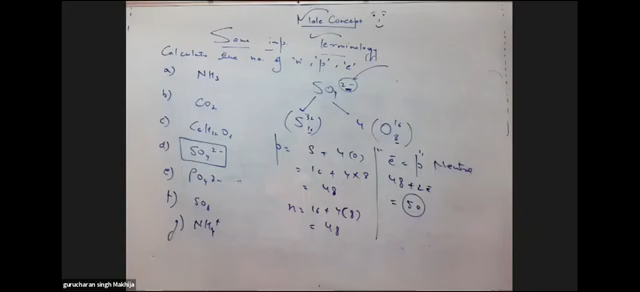 Mole Concept
Some imp Terminology
Calculate the no. of 'n', 'p', 'e'
a) NH3
b) CO2
c) C6H12O6
d) SO4 2-
e) PO4 3-
f) SO8
g) NH4+
SO4 2-
(S 32 16) 4 (O 16 8)
p = S + 4(O)
= 16 + 4 × 8
= 48
n = 16 + 4(8)
= 48
e = p Neutral
48 + 2e
= 50
gurucharan singh Makhija